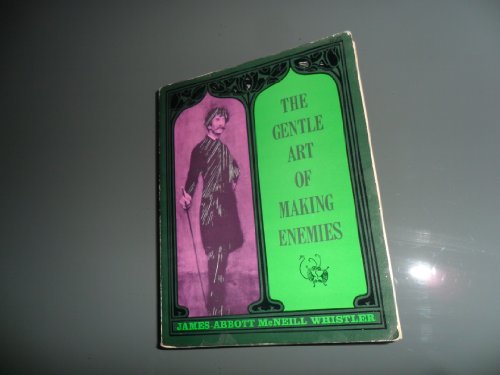 THE
GENTLE
ART
OF
MAKING
ENEMIES
JAMES ABBOTT McNEILL WHISTLER